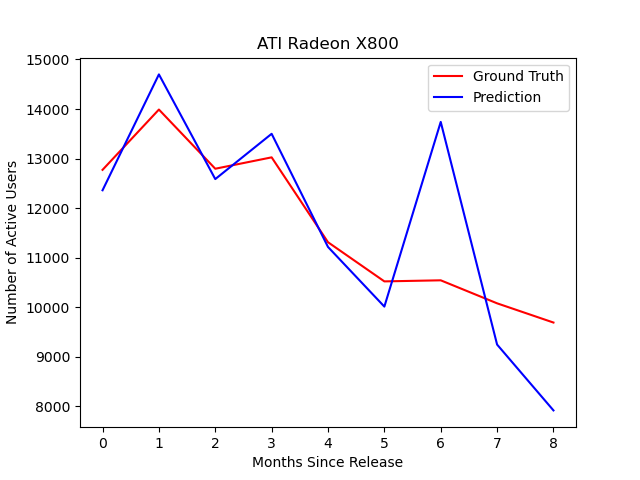 ATI Radeon X800
Ground Truth
Prediction
Number of Active Users
15000
14000
13000
12000
11000
10000
9000
8000
0 1 2 3 4 5 6 7 8
Months Since Release